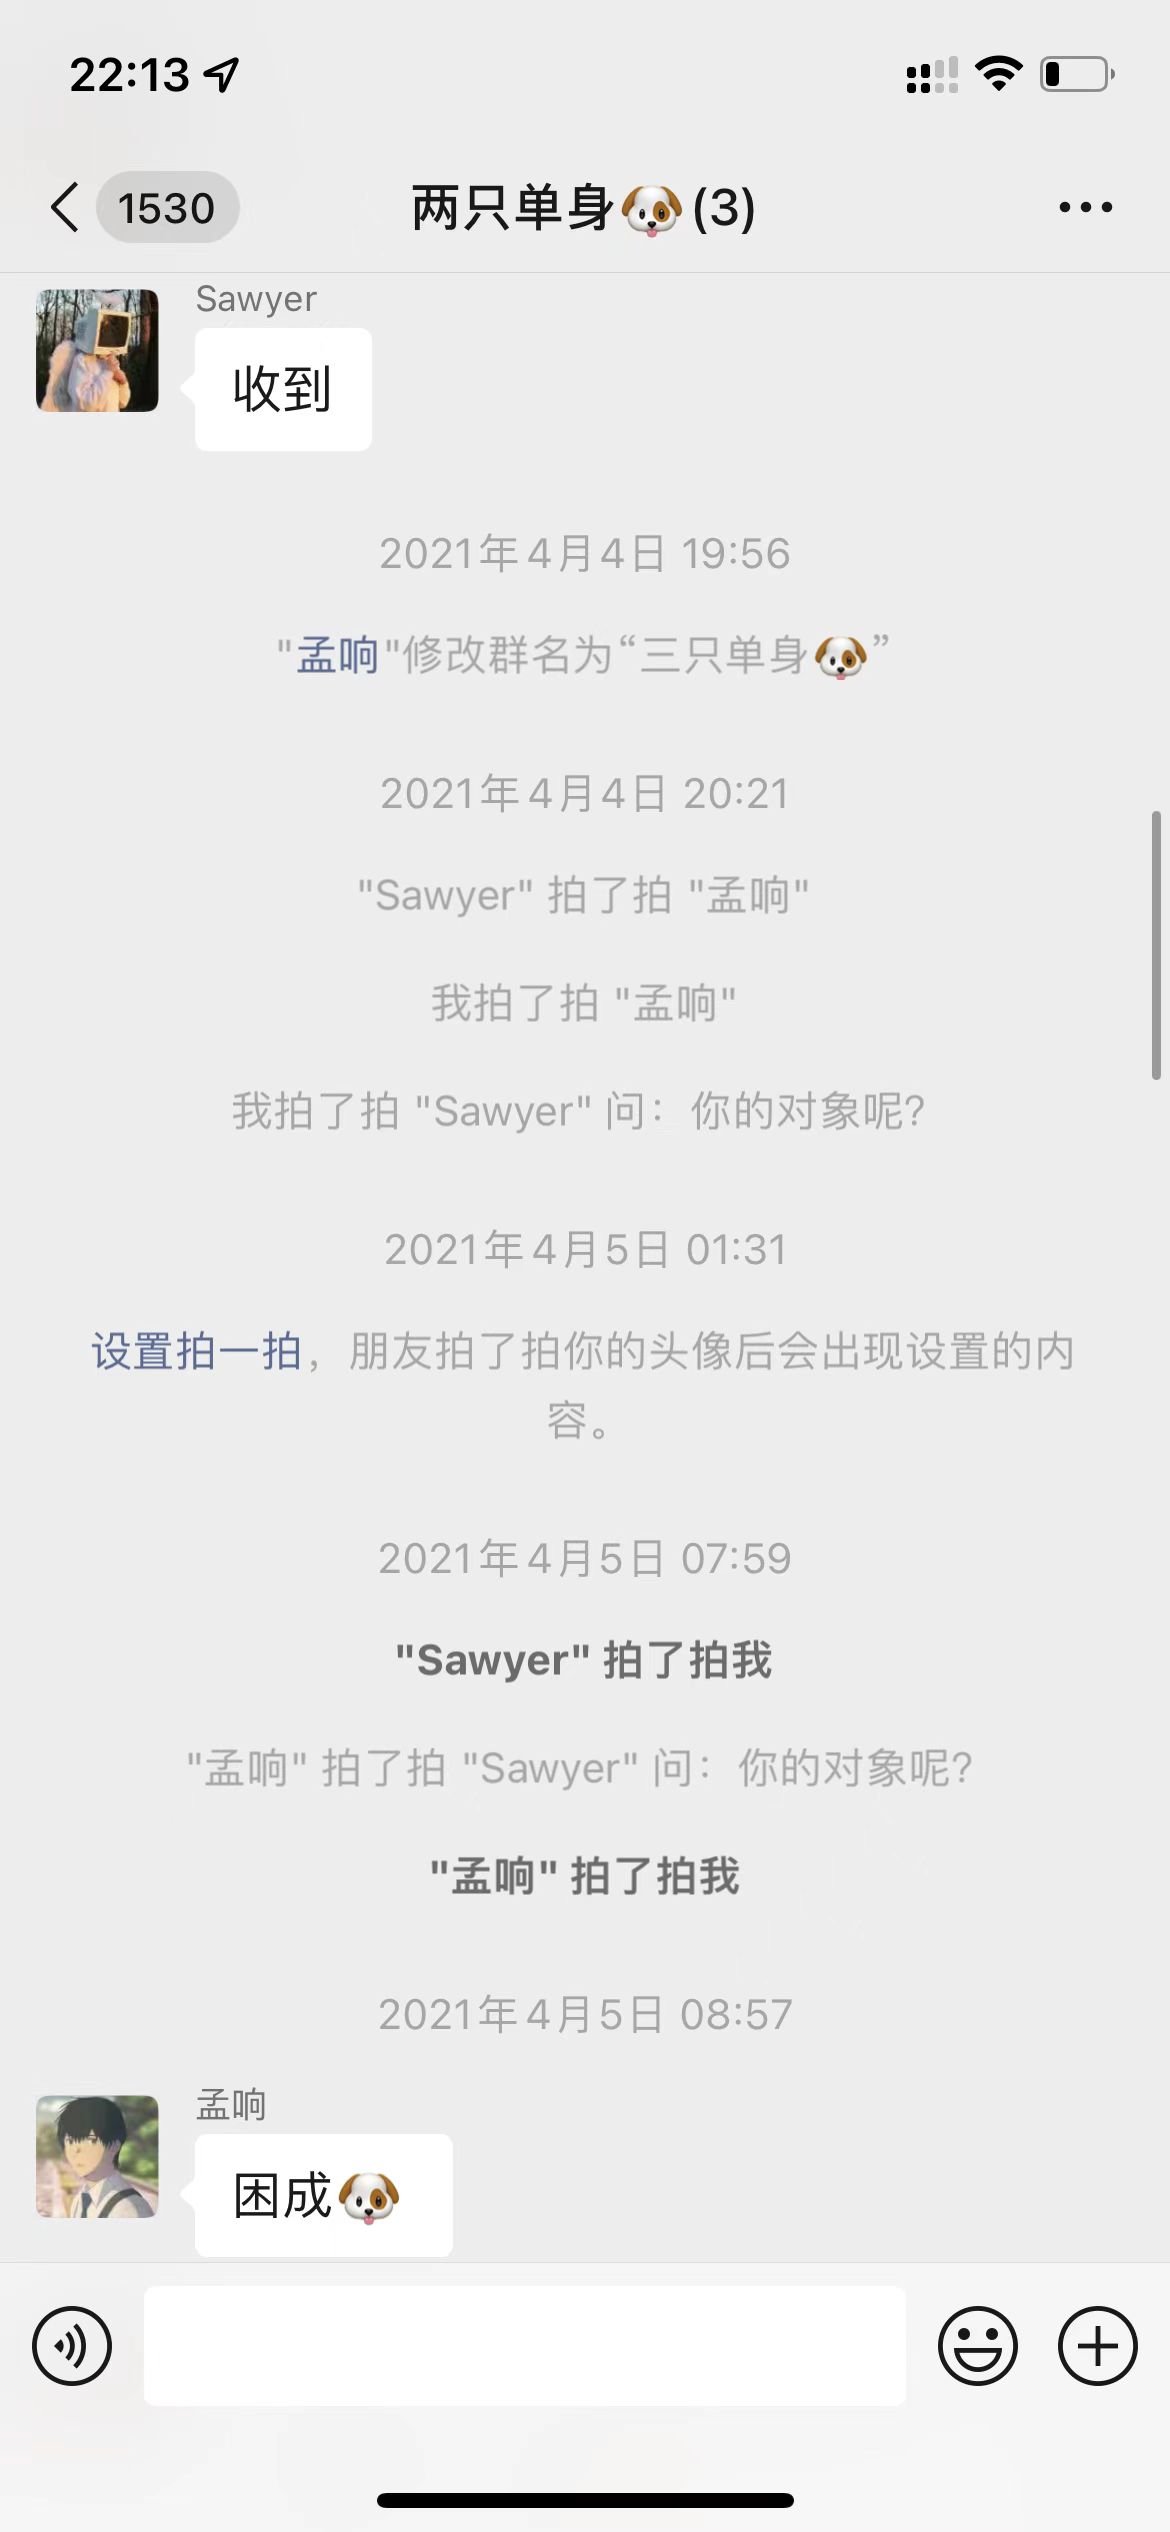 22:13
1530
两只单身🐶(3)
Sawyer
收到
2021年4月4日 19:56
"孟响"修改群名为“三只单身🐶”
2021年4月4日 20:21
"Sawyer" 拍了拍 "孟响"
我拍了拍 "孟响"
我拍了拍 "Sawyer" 问：你的对象呢?
2021年4月5日 01:31
设置拍一拍，朋友拍了拍你的头像后会出现设置的内
容。
2021年4月5日 07:59
"Sawyer" 拍了拍我
"孟响" 拍了拍 "Sawyer" 问：你的对象呢?
"孟响" 拍了拍我
2021年4月5日 08:57
孟响
困成🐶